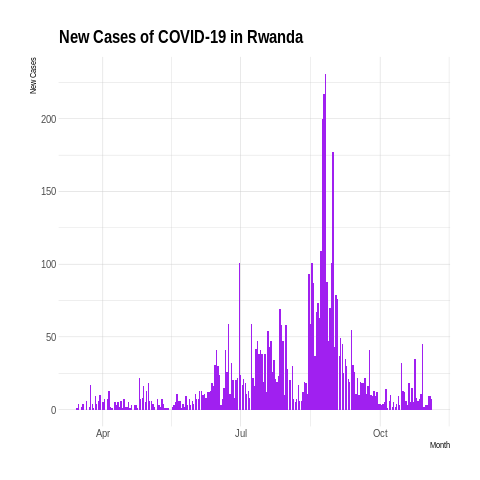 New Cases of COVID-19 in Rwanda
New Cases
200
150
100
50
0
Apr
Jul
Oct
Month